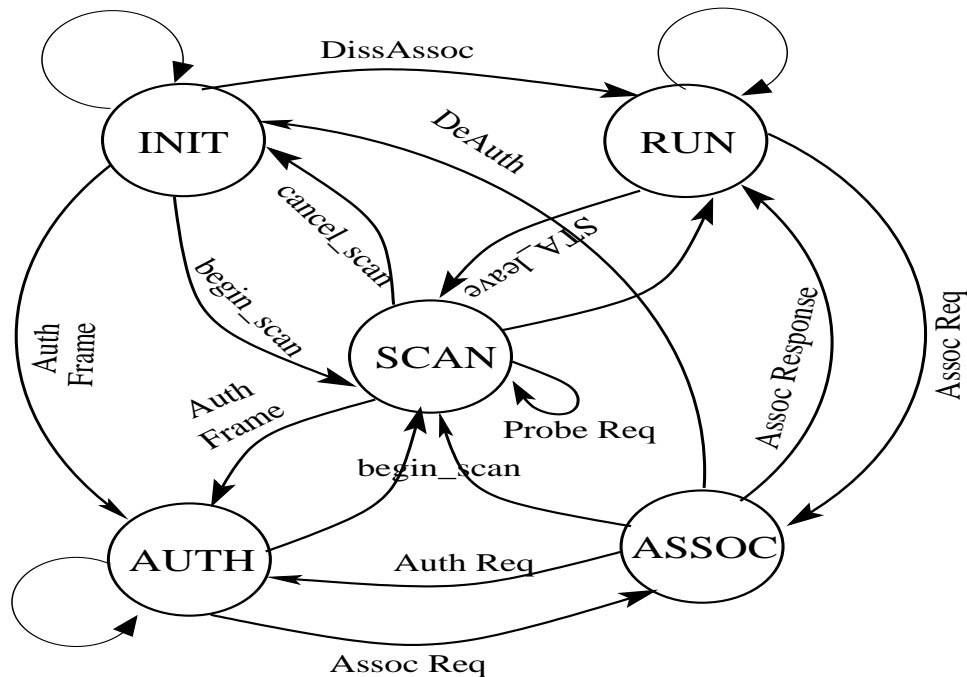 DissAssoc
INIT
RUN
DeAuth
cancel_scan
STA_leave
begin_scan
SCAN
Auth
Frame
Auth
Frame
Probe Req
Assoc Response
Assoc Req
begin_scan
AUTH
Auth Req
ASSOC
Assoc Req